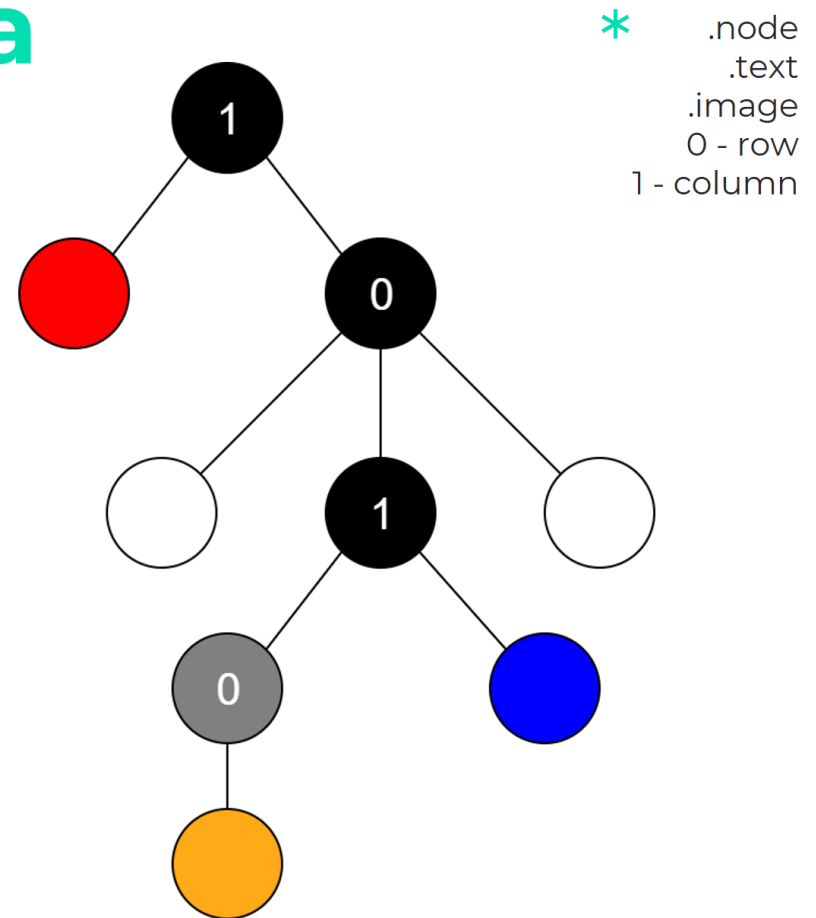 a
* .node
.text
.image
0 - row
1 - column
1
0
1
0